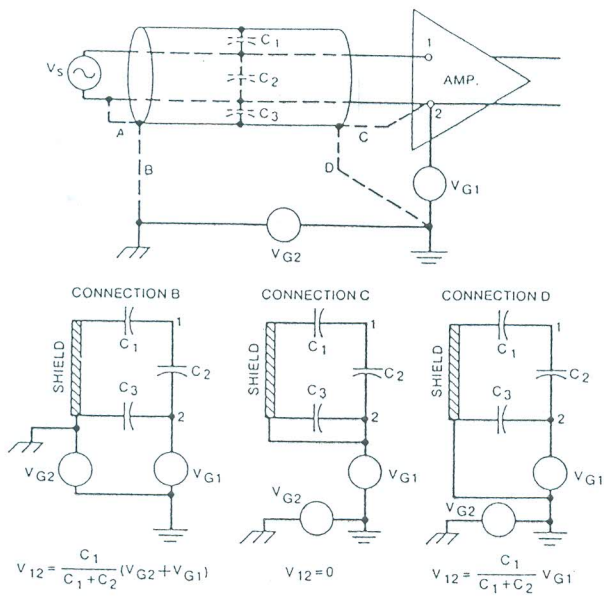 C1
VS
1
AMP.
C2
C3
2
A
C
B
D
VG1
VG2
CONNECTION B
CONNECTION C
CONNECTION D
SHIELD
C1
1
C2
C3
2
VG2
VG1
SHIELD
C1
1
C2
C3
2
VG1
VG2
SHIELD
C1
1
C2
C3
2
VG1
VG2
V12 = C1 / (C1 + C2) (VG2 + VG1)
V12 = 0
V12 = C1 / (C1 + C2) VG1